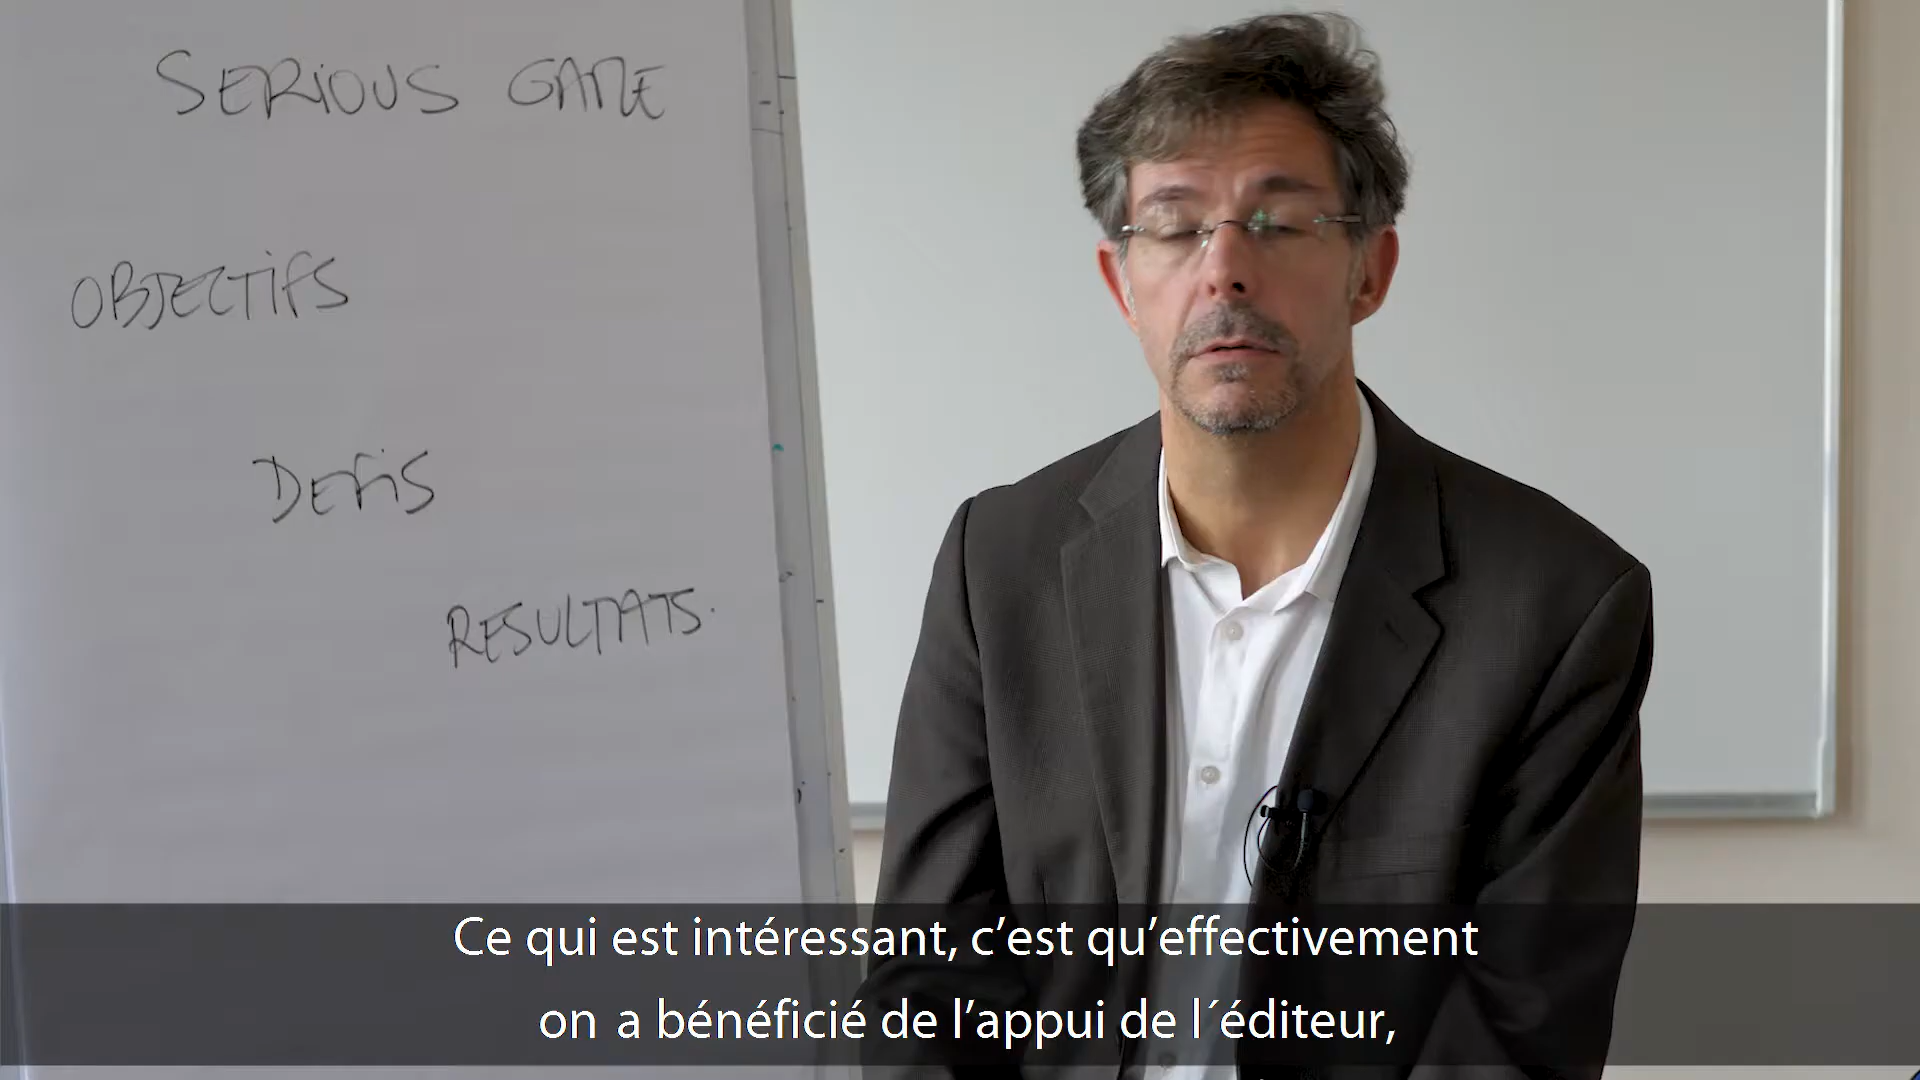 SERIOUS GAME
OBJECTIFS
DEFIS
RESULTATS.
Ce qui est intéressant, c’est qu’effectivement
on a bénéficié de l’appui de l´éditeur,